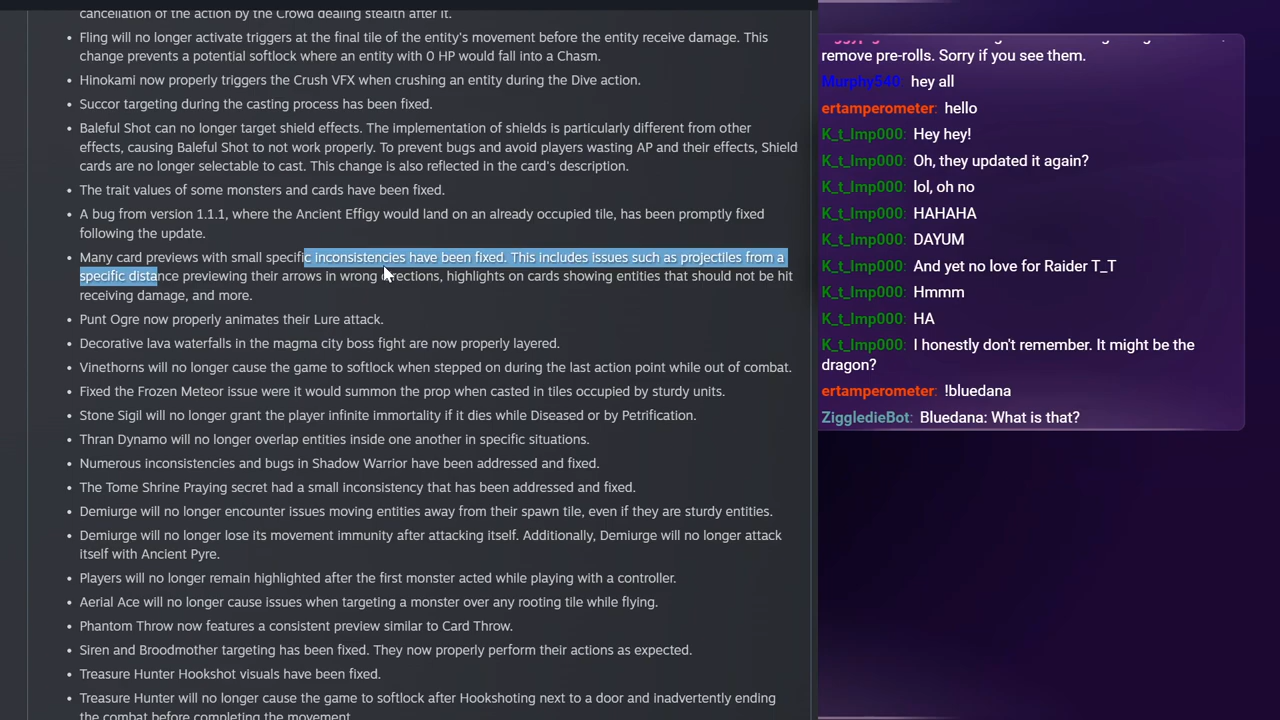 cancellation of the action by the Crowd dealing stealth after it.
• Fling will no longer activate triggers at the final tile of the entity's movement before the entity receive damage. This
change prevents a potential softlock where an entity with 0 HP would fall into a Chasm.
• Hinokami now properly triggers the Crush VFX when crushing an entity during the Dive action.
• Succor targeting during the casting process has been fixed.
• Baleful Shot can no longer target shield effects. The implementation of shields is particularly different from other
effects, causing Baleful Shot to not work properly. To prevent bugs and avoid players wasting AP and their effects, Shield
cards are no longer selectable to cast. This change is also reflected in the card's description.
• The trait values of some monsters and cards have been fixed.
• A bug from version 1.1.1, where the Ancient Effigy would land on an already occupied tile, has been promptly fixed
following the update.
• Many card previews with small specific inconsistencies have been fixed. This includes issues such as projectiles from a
specific distance previewing their arrows in wrong directions, highlights on cards showing entities that should not be hit
receiving damage, and more.
• Punt Ogre now properly animates their Lure attack.
• Decorative lava waterfalls in the magma city boss fight are now properly layered.
• Vinethorns will no longer cause the game to softlock when stepped on during the last action point while out of combat.
• Fixed the Frozen Meteor issue were it would summon the prop when casted in tiles occupied by sturdy units.
• Stone Sigil will no longer grant the player infinite immortality if it dies while Diseased or by Petrification.
• Thran Dynamo will no longer overlap entities inside one another in specific situations.
• Numerous inconsistencies and bugs in Shadow Warrior have been addressed and fixed.
• The Tome Shrine Praying secret had a small inconsistency that has been addressed and fixed.
• Demiurge will no longer encounter issues moving entities away from their spawn tile, even if they are sturdy entities.
• Demiurge will no longer lose its movement immunity after attacking itself. Additionally, Demiurge will no longer attack
itself with Ancient Pyre.
• Players will no longer remain highlighted after the first monster acted while playing with a controller.
• Aerial Ace will no longer cause issues when targeting a monster over any rooting tile while flying.
• Phantom Throw now features a consistent preview similar to Card Throw.
• Siren and Broodmother targeting has been fixed. They now properly perform their actions as expected.
• Treasure Hunter Hookshot visuals have been fixed.
• Treasure Hunter will no longer cause the game to softlock after Hookshoting next to a door and inadvertently ending
the combat before completing the movement.
remove pre-rolls. Sorry if you see them.
Murphy540: hey all
ertamperometer: hello
K_t_Imp000: Hey hey!
K_t_Imp000: Oh, they updated it again?
K_t_Imp000: lol, oh no
K_t_Imp000: HAHAHA
K_t_Imp000: DAYUM
K_t_Imp000: And yet no love for Raider T_T
K_t_Imp000: Hmmm
K_t_Imp000: HA
K_t_Imp000: I honestly don't remember. It might be the
dragon?
ertamperometer: !bluedana
ZiggledieBot: Bluedana: What is that?